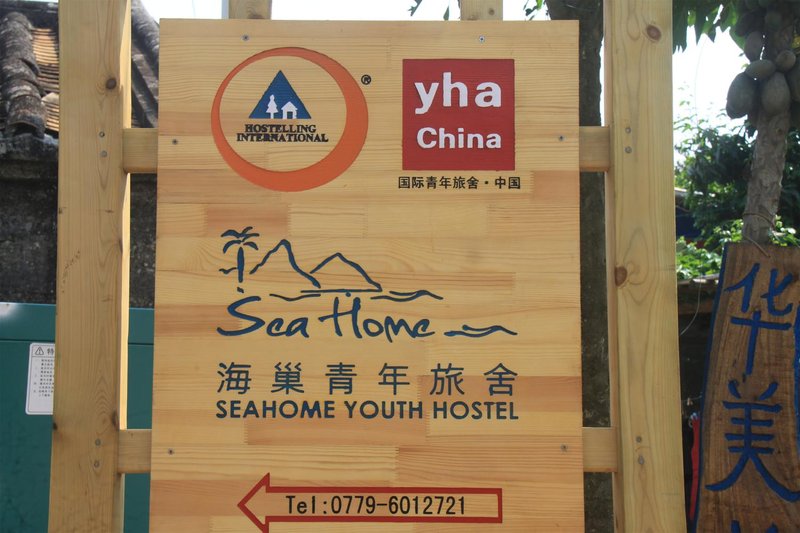 HOSTELLING
INTERNATIONAL
®
yha
China
国际青年旅舍·中国
Sea Home
海巢青年旅舍
SEAHOME YOUTH HOSTEL
Tel:0779-6012721
华美